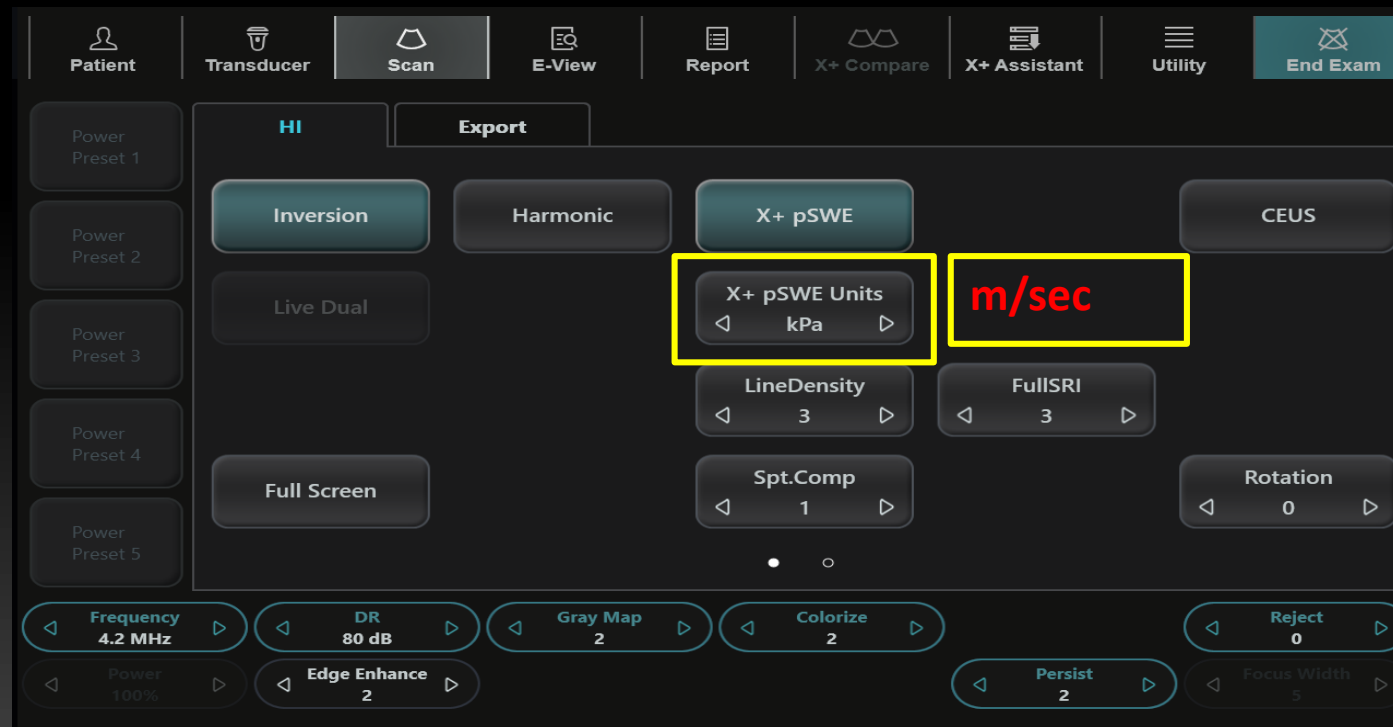 Patient
Transducer
Scan
E-View
Report
X+ Compare
X+ Assistant
Utility
End Exam
HI
Export
Power
Preset 1
Power
Preset 2
Power
Preset 3
Power
Preset 4
Power
Preset 5
Inversion
Harmonic
X+ pSWE
CEUS
Live Dual
X+ pSWE Units
kPa
m/sec
LineDensity
3
FullSRI
3
Full Screen
Spt.Comp
1
Rotation
0
Frequency
4.2 MHz
DR
80 dB
Gray Map
2
Colorize
2
Reject
0
Power
100%
Edge Enhance
2
Persist
2
Focus Width
5